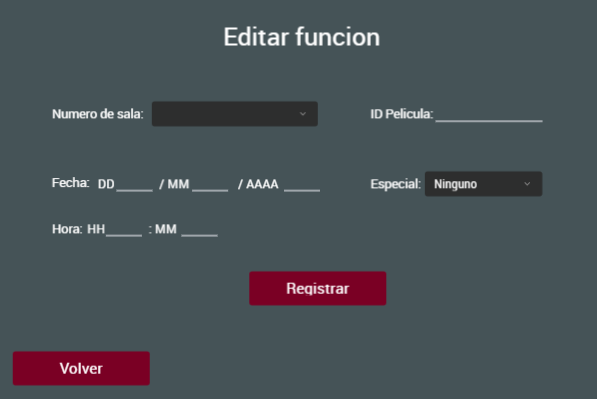 Editar funcion
Numero de sala: ID Pelicula:
Fecha: DD / MM / AAAA Especial: Ninguno
Hora: HH : MM
Registrar
Volver